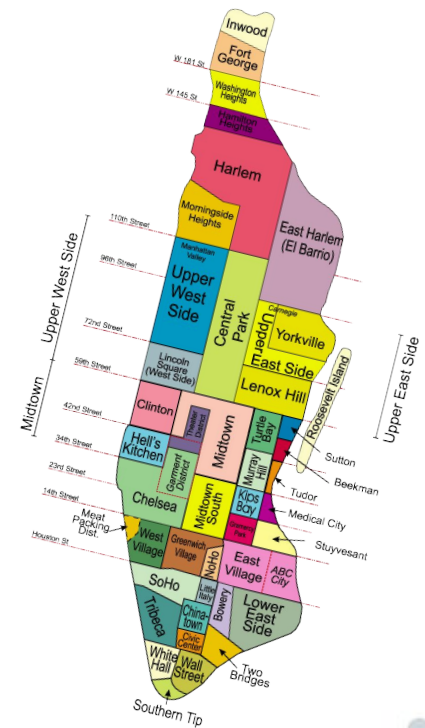 Inwood
Fort
George
W 181 St.
Washington
Heights
W 145 St.
Hamilton
Heights
Harlem
Morningside
Heights
110th Street
East Harlem
(El Barrio)
Manhattan
Valley
96th Street
Upper
West
Side
Central
Park
Upper West Side
Carnegie
Upper
East Side
Yorkville
72nd Street
Lincoln
Square
(West Side)
59th Street
Lenox Hill
Roosevelt Island
Upper East Side
Midtown
Clinton
Theater
District
Midtown
Turtle
Bay
42nd Street
Hell's
Kitchen
Garment
District
Murray
Hill
Sutton
34th Street
Beekman
23rd Street
Chelsea
Midtown
South
Kips
Bay
Tudor
14th Street
Medical City
Meat
Packing
Dist.
Gramercy
Park
Stuyvesant
West
Village
Greenwich
Village
NoHo
East
Village
ABC
City
Houston St
SoHo
Little
Italy
Bowery
Lower
East
Side
Tribeca
China-
town
Civic
Center
White
Hall
Wall
Street
Two
Bridges
Southern Tip